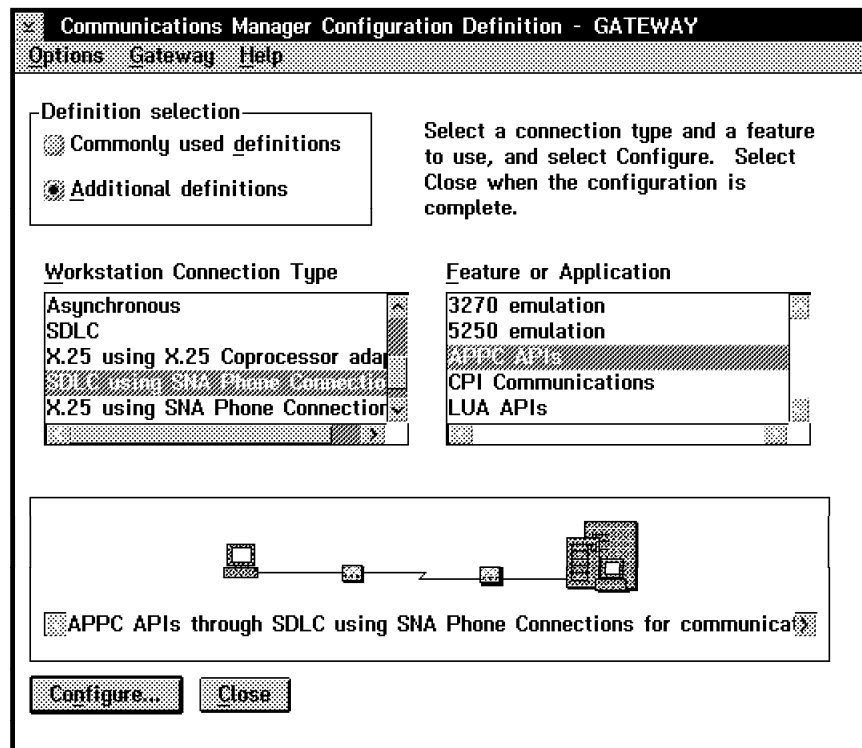 Communications Manager Configuration Definition - GATEWAY
Options Gateway Help
Definition selection
Commonly used definitions
Additional definitions
Select a connection type and a feature
to use, and select Configure. Select
Close when the configuration is
complete.
Workstation Connection Type
Asynchronous
SDLC
X.25 using X.25 Coprocessor adap
SDLC using SNA Phone Connectio
X.25 using SNA Phone Connection
Feature or Application
3270 emulation
5250 emulation
APPC APIs
CPI Communications
LUA APIs
APPC APIs through SDLC using SNA Phone Connections for communicat
Configure... Close